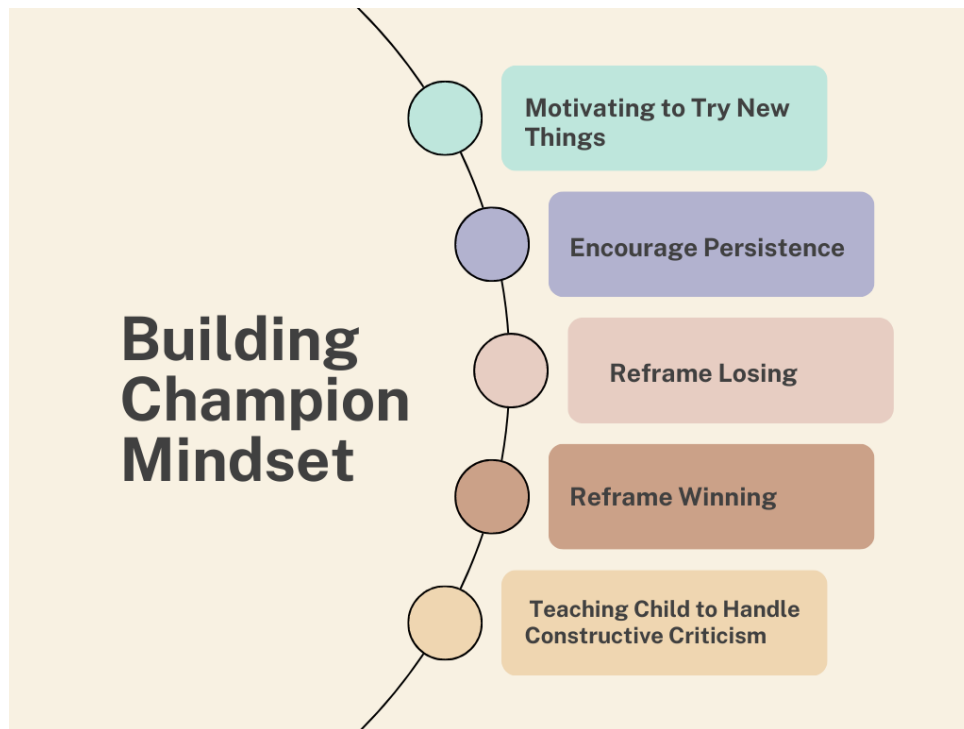 Building
Champion
Mindset
Motivating to Try New
Things
Encourage Persistence
Reframe Losing
Reframe Winning
Teaching Child to Handle
Constructive Criticism